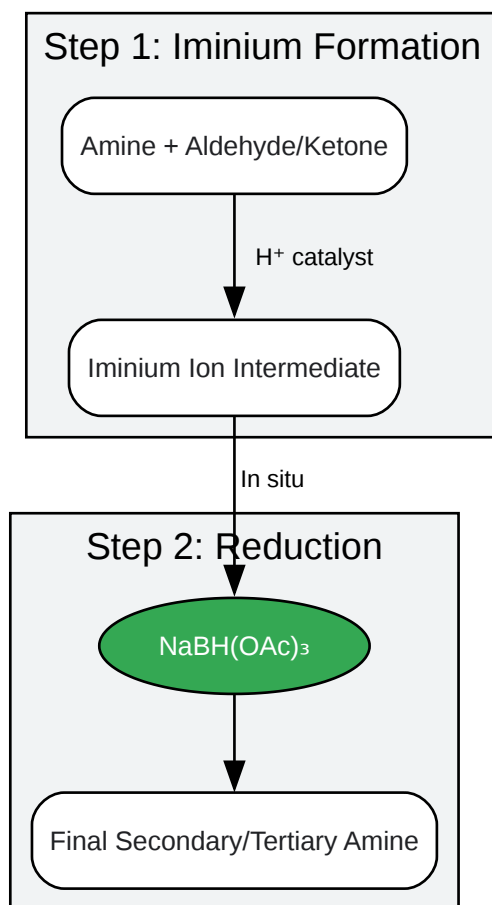 Step 1: Iminium Formation
Amine + Aldehyde/Ketone
H⁺ catalyst
Iminium Ion Intermediate
In situ
Step 2: Reduction
NaBH(OAc)₃
Final Secondary/Tertiary Amine